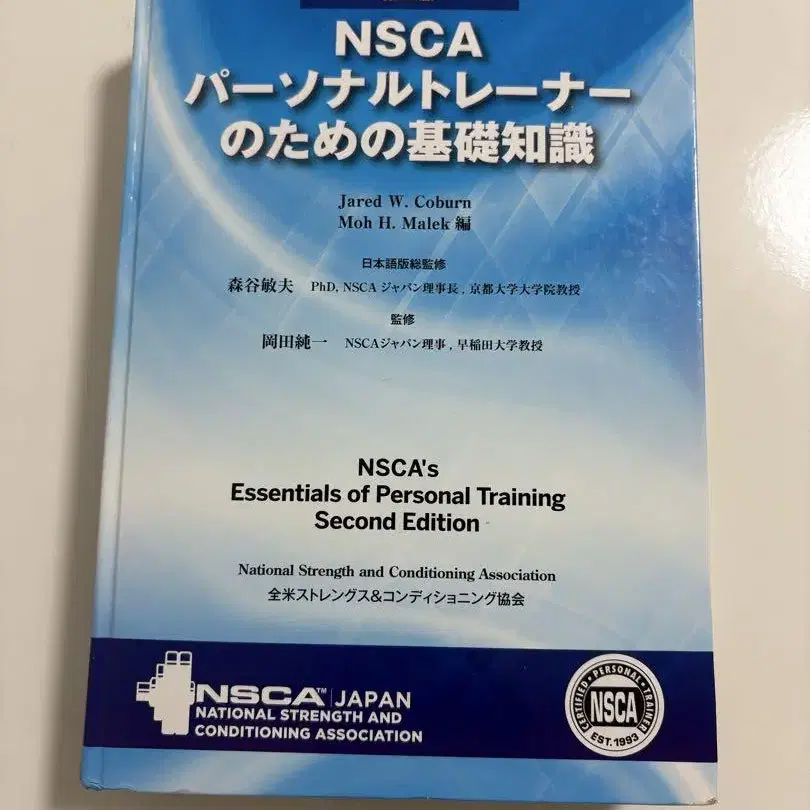 NSCA
パーソナルトレーナー
のための基礎知識
Jared W. Coburn
Moh H. Malek 編
日本語版総監修
森谷敏夫 PhD, NSCA ジャパン理事長, 京都大学大学院教授
監修
岡田純一 NSCAジャパン理事, 早稲田大学教授
NSCA's
Essentials of Personal Training
Second Edition
National Strength and Conditioning Association
全米ストレングス&コンディショニング協会
NSCA™ JAPAN
NATIONAL STRENGTH AND
CONDITIONING ASSOCIATION
CERTIFIED • PERSONAL • TRAINER
NSCA
EST. 1993